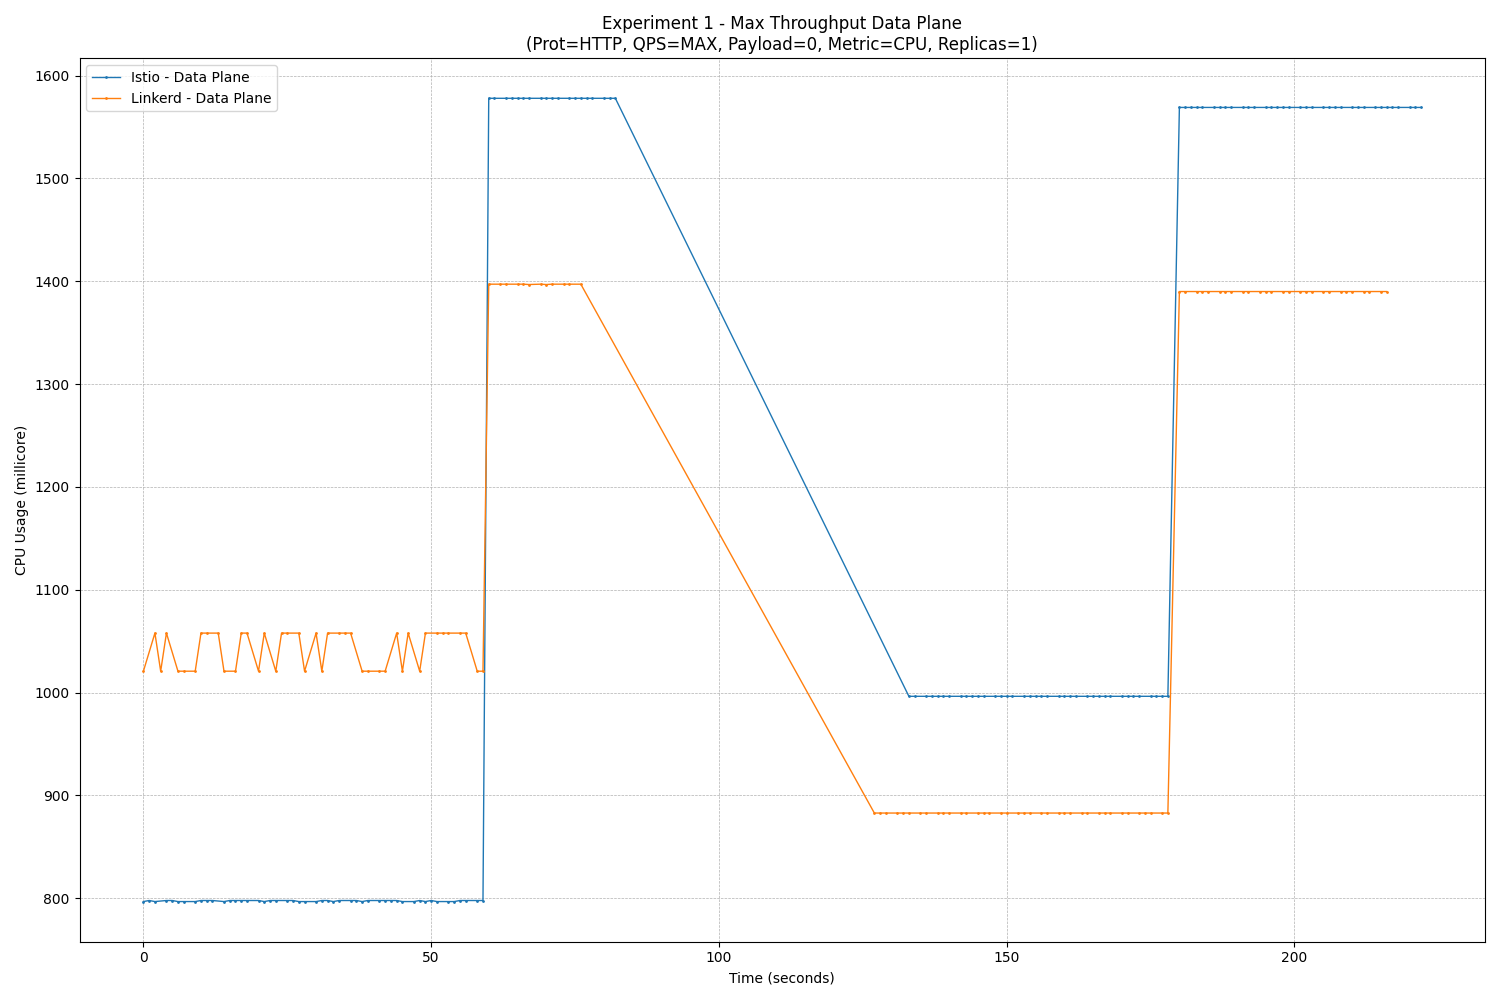 Experiment 1 - Max Throughput Data Plane
(Prot=HTTP, QPS=MAX, Payload=0, Metric=CPU, Replicas=1)
Istio - Data Plane
Linkerd - Data Plane
CPU Usage (millicore)
1600
1500
1400
1300
1200
1100
1000
900
800
0
50
100
150
200
Time (seconds)